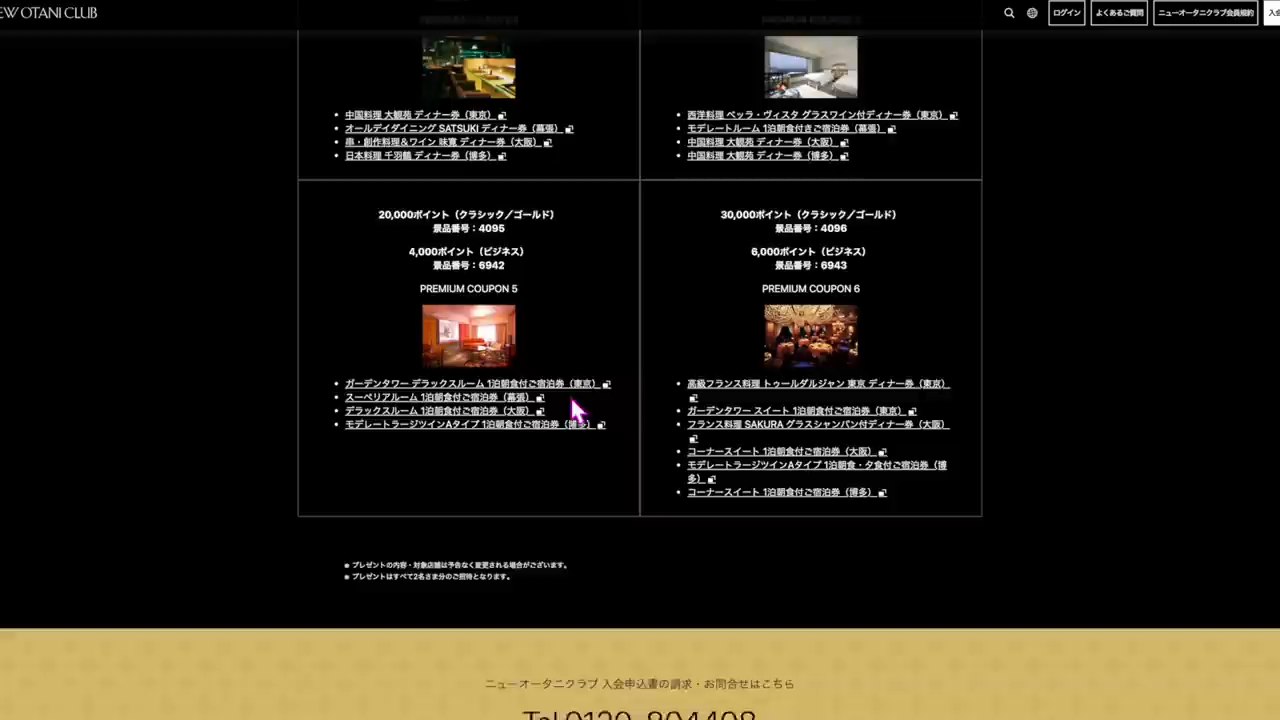 EW OTANI CLUB
ログイン
よくあるご質問
ニューオータニクラブ会員規約
入会
中国料理 大観苑 ディナー券（東京）
オールデイダイニング SATSUKI ディナー券（幕張）
串・創作料理＆ワイン 味寛 ディナー券（大阪）
日本料理 千羽鶴 ディナー券（博多）
西洋料理 ベッラ・ヴィスタ グラスワイン付ディナー券（東京）
モデレートルーム 1泊朝食付きご宿泊券（幕張）
中国料理 大観苑 ディナー券（大阪）
中国料理 大観苑 ディナー券（博多）
20,000ポイント（クラシック／ゴールド）
景品番号：4095
4,000ポイント（ビジネス）
景品番号：6942
PREMIUM COUPON 5
ガーデンタワー デラックスルーム 1泊朝食付ご宿泊券（東京）
スーペリアルーム 1泊朝食付ご宿泊券（幕張）
デラックスルーム 1泊朝食付ご宿泊券（大阪）
モデレートラージツインAタイプ 1泊朝食付ご宿泊券（博多）
30,000ポイント（クラシック／ゴールド）
景品番号：4096
6,000ポイント（ビジネス）
景品番号：6943
PREMIUM COUPON 6
高級フランス料理 トゥールダルジャン 東京 ディナー券（東京）
ガーデンタワー スイート 1泊朝食付ご宿泊券（東京）
フランス料理 SAKURA グラスシャンパン付ディナー券（大阪）
コーナースイート 1泊朝食付ご宿泊券（大阪）
モデレートラージツインAタイプ 1泊朝食・夕食付ご宿泊券（博
多）
コーナースイート 1泊朝食付ご宿泊券（博多）
※ プレゼントの内容・対象店舗は予告なく変更される場合がございます。
※ プレゼントはすべて2名さま分のご招待となります。
ニューオータニクラブ 入会申込書の請求・お問合せはこちら
Tel.0120-804408